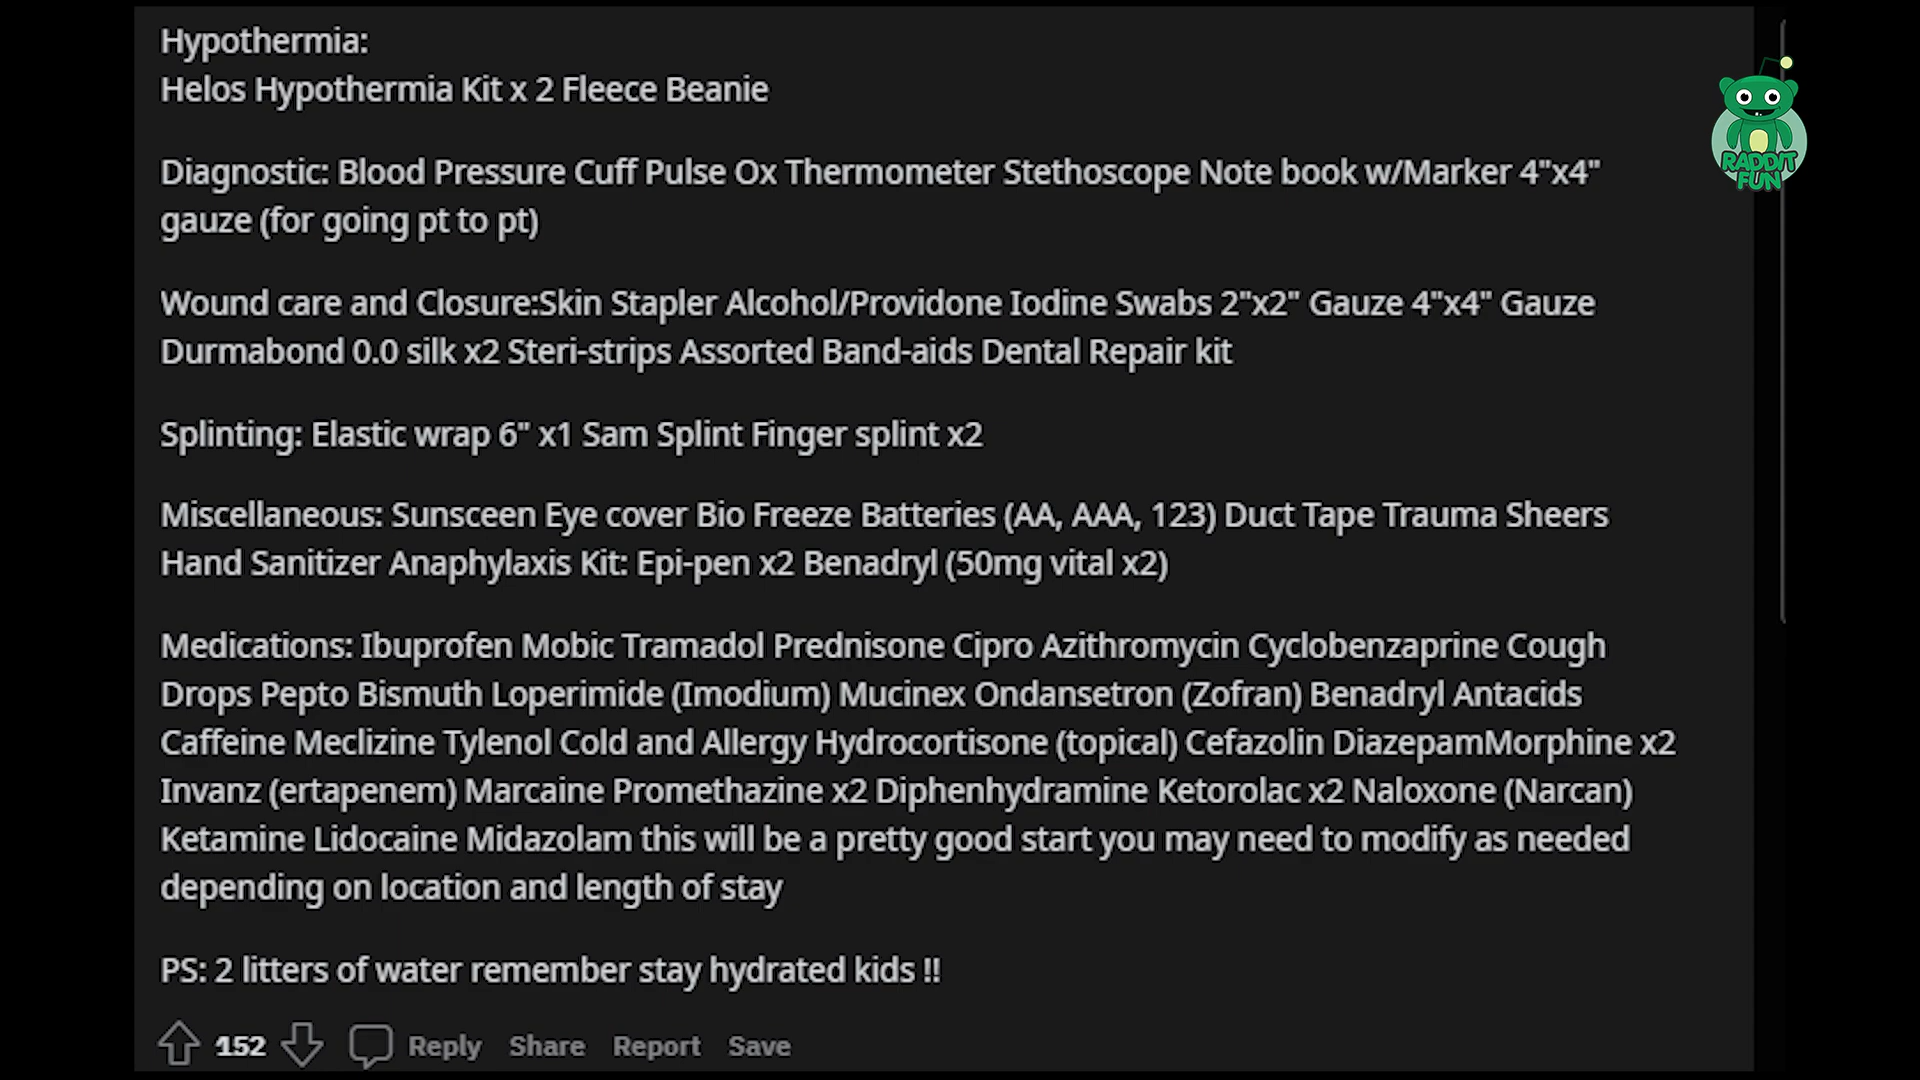 Hypothermia:
Helos Hypothermia Kit x 2 Fleece Beanie
Diagnostic: Blood Pressure Cuff Pulse Ox Thermometer Stethoscope Note book w/Marker 4"x4"
gauze (for going pt to pt)
Wound care and Closure:Skin Stapler Alcohol/Providone Iodine Swabs 2"x2" Gauze 4"x4" Gauze
Durmabond 0.0 silk x2 Steri-strips Assorted Band-aids Dental Repair kit
Splinting: Elastic wrap 6" x1 Sam Splint Finger splint x2
Miscellaneous: Sunsceen Eye cover Bio Freeze Batteries (AA, AAA, 123) Duct Tape Trauma Sheers
Hand Sanitizer Anaphylaxis Kit: Epi-pen x2 Benadryl (50mg vital x2)
Medications: Ibuprofen Mobic Tramadol Prednisone Cipro Azithromycin Cyclobenzaprine Cough
Drops Pepto Bismuth Loperimide (Imodium) Mucinex Ondansetron (Zofran) Benadryl Antacids
Caffeine Meclizine Tylenol Cold and Allergy Hydrocortisone (topical) Cefazolin DiazepamMorphine x2
Invanz (ertapenem) Marcaine Promethazine x2 Diphenhydramine Ketorolac x2 Naloxone (Narcan)
Ketamine Lidocaine Midazolam this will be a pretty good start you may need to modify as needed
depending on location and length of stay
PS: 2 litters of water remember stay hydrated kids !!
152 Reply Share Report Save
RADDIT
FUN